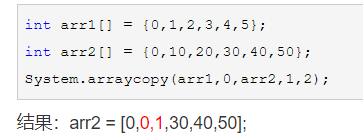 int arr1[] = {0,1,2,3,4,5};
int arr2[] = {0,10,20,30,40,50};
System.arraycopy(arr1,0,arr2,1,2);
结果：arr2 = [0,0,1,30,40,50];